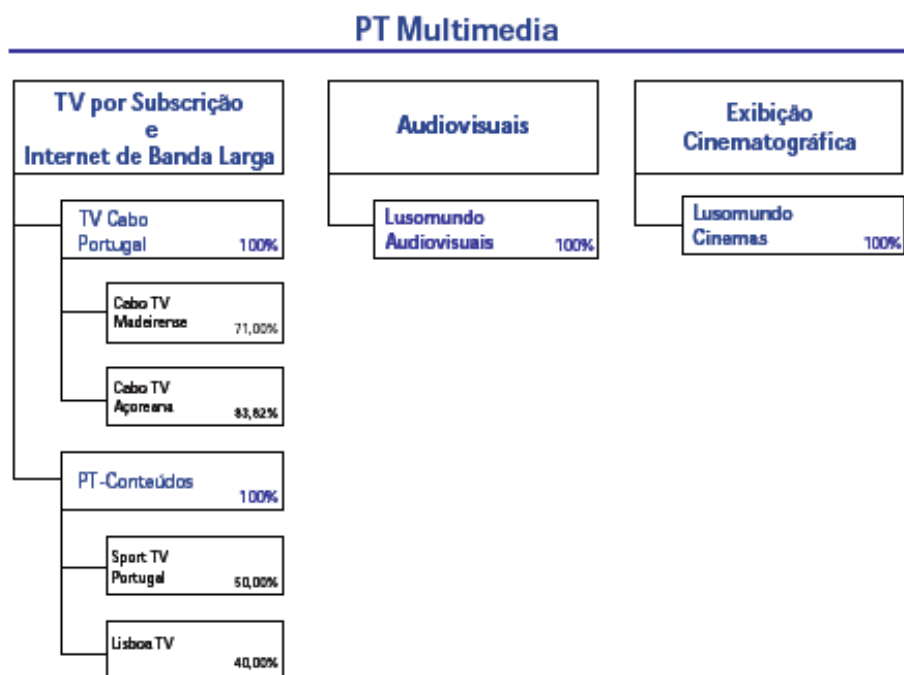 PT Multimedia
TV por Subscrição
e
Internet de Banda Larga
TV Cabo
Portugal 100%
Cabo TV
Madeirense 71,00%
Cabo TV
Açoreana 83,82%
PT-Conteúdos
100%
Sport TV
Portugal 50,00%
Lisboa TV
40,00%
Audiovisuais
Lusomundo
Audiovisuais 100%
Exibição
Cinematográfica
Lusomundo
Cinemas 100%